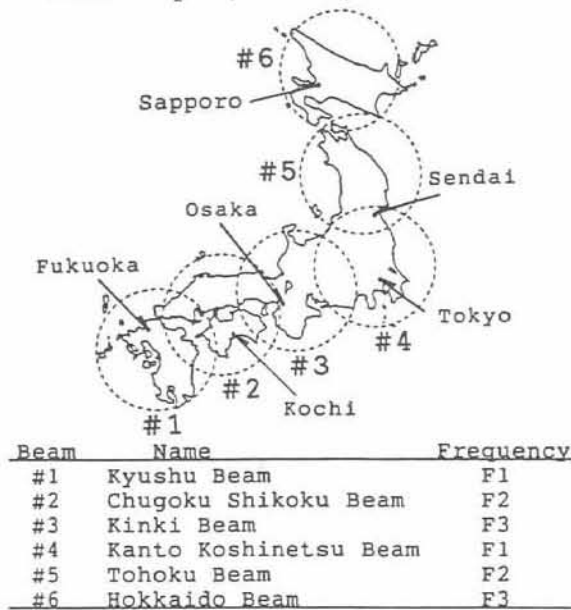 #6
Sapporo
#5
Sendai
Osaka
Fukuoka
Tokyo
#4
#3
#2
Kochi
#1
Beam Name Frequency
#1 Kyushu Beam F1
#2 Chugoku Shikoku Beam F2
#3 Kinki Beam F3
#4 Kanto Koshinetsu Beam F1
#5 Tohoku Beam F2
#6 Hokkaido Beam F3